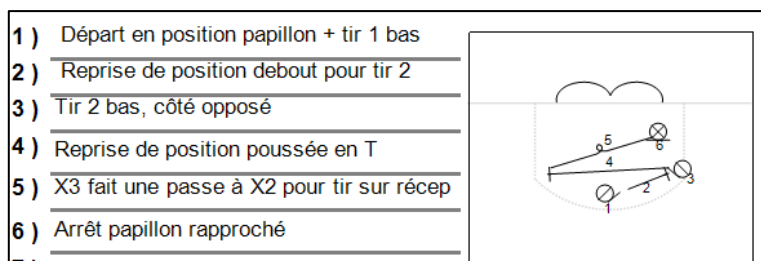 1 ) Départ en position papillon + tir 1 bas
2 ) Reprise de position debout pour tir 2
3 ) Tir 2 bas, côté opposé
4 ) Reprise de position poussée en T
5 ) X3 fait une passe à X2 pour tir sur récep
6 ) Arrêt papillon rapproché
5
6
4
3
2
1